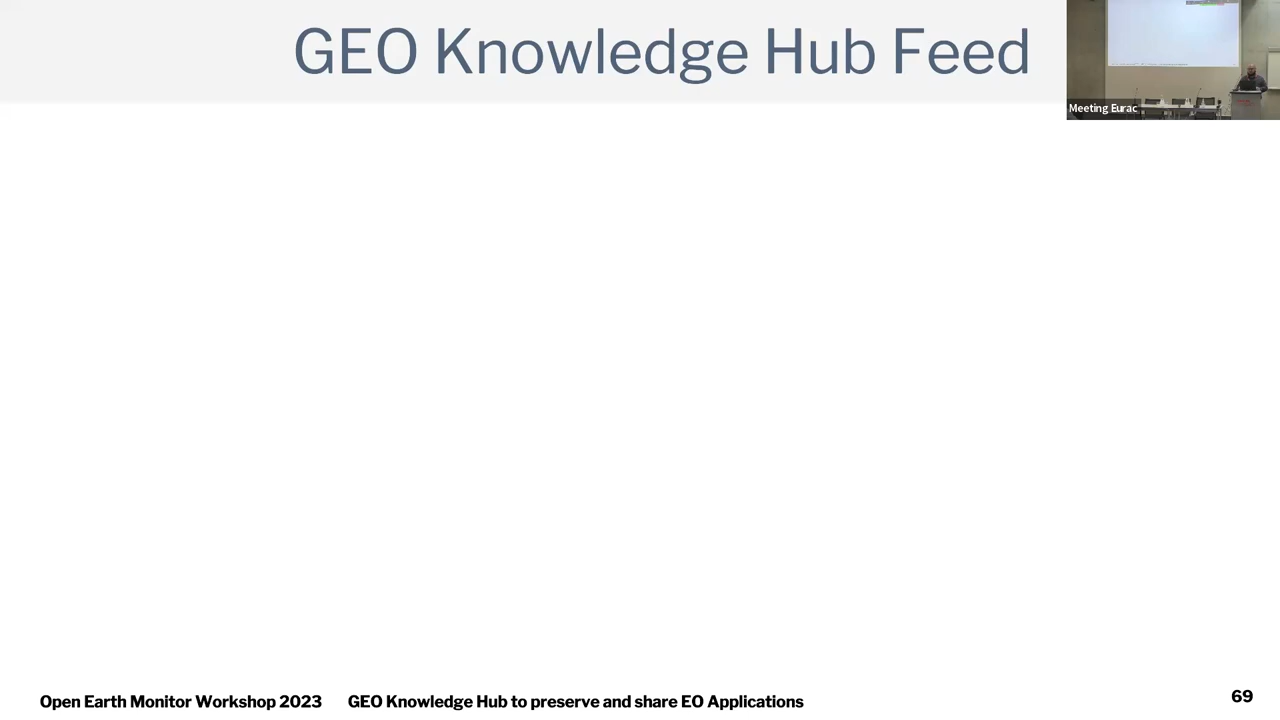 GEO Knowledge Hub Feed
Meeting Eurac
Open Earth Monitor Workshop 2023 GEO Knowledge Hub to preserve and share EO Applications
69